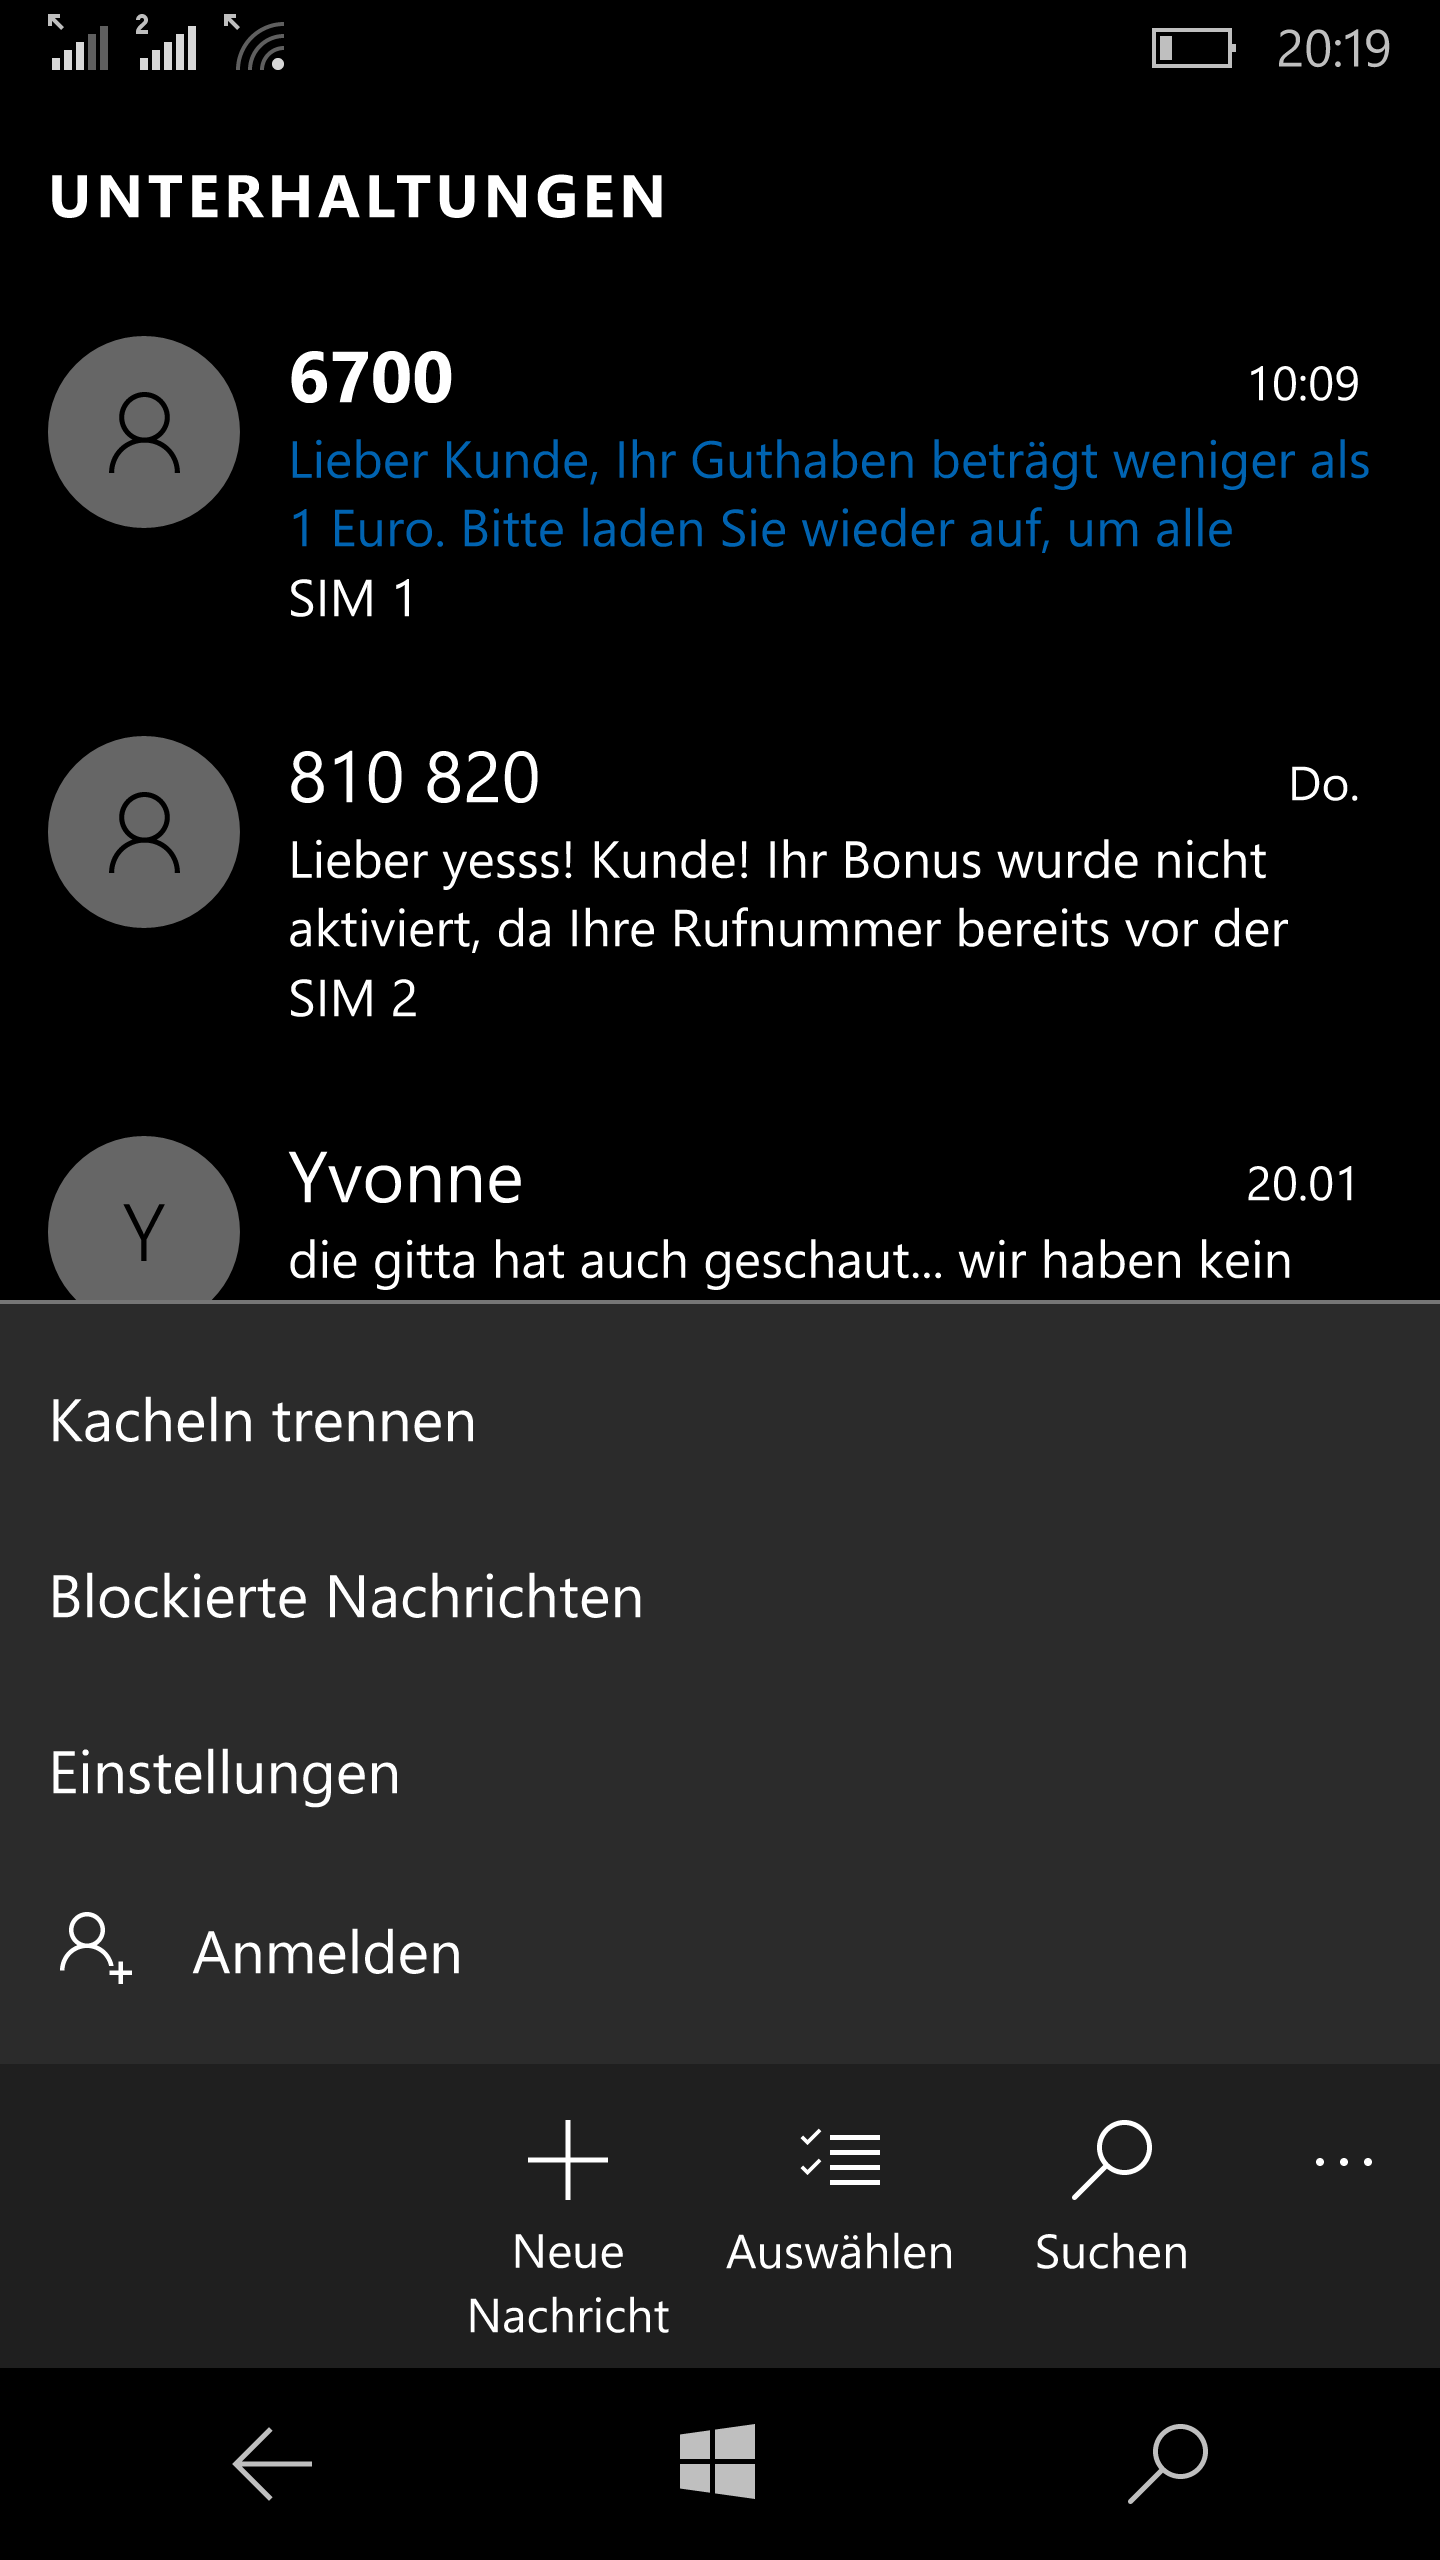 2
20:19
UNTERHALTUNGEN
6700
10:09
Lieber Kunde, Ihr Guthaben beträgt weniger als
1 Euro. Bitte laden Sie wieder auf, um alle
SIM 1
810 820
Do.
Lieber yesss! Kunde! Ihr Bonus wurde nicht
aktiviert, da Ihre Rufnummer bereits vor der
SIM 2
Y
Yvonne
20.01
die gitta hat auch geschaut... wir haben kein
Kacheln trennen
Blockierte Nachrichten
Einstellungen
Anmelden
Neue
Nachricht
Auswählen
Suchen